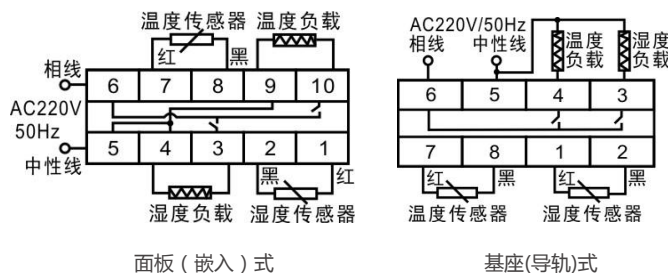 温度传感器 温度负载
红 黑
相线 6 7 8 9 10
AC220V
50Hz
中性线 5 4 3 2 1
黑 红
湿度负载 湿度传感器
面板（嵌入）式
AC220V/50Hz
相线 中性线
温度负载 湿度负载
6 5 4 3
7 8 1 2
红 黑 红 黑
温度传感器 湿度传感器
基座(导轨)式